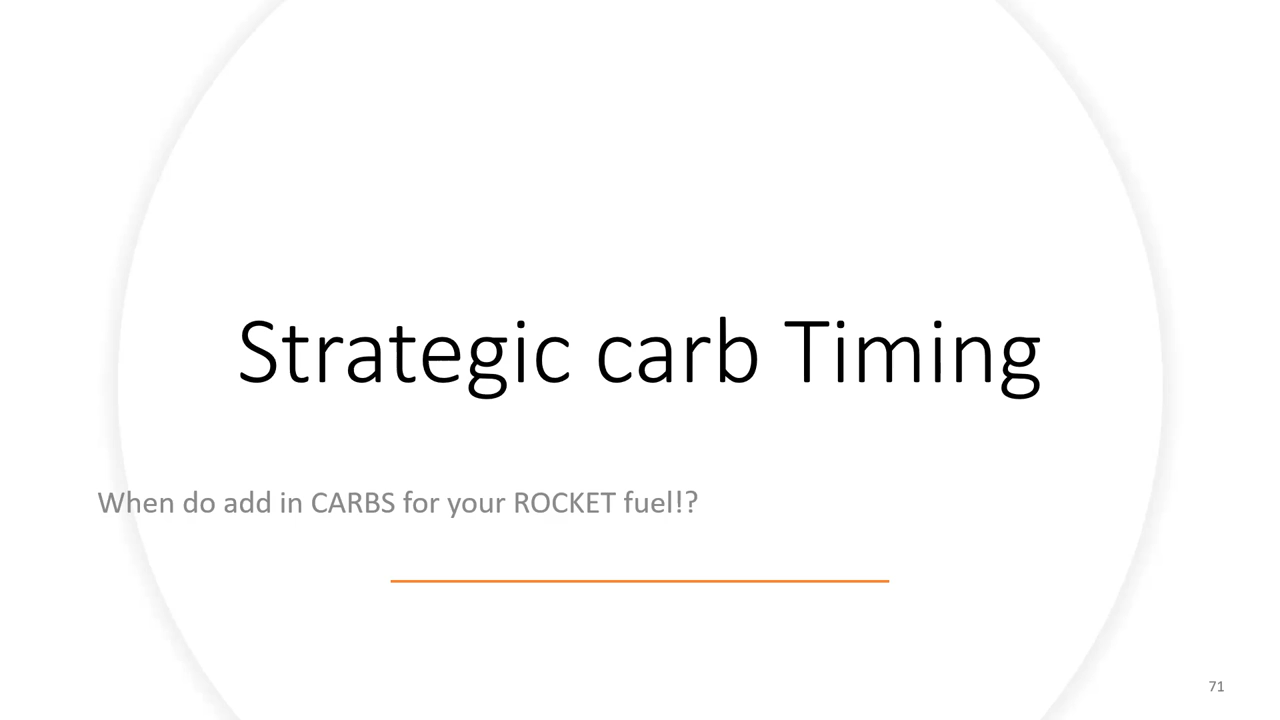 Strategic carb Timing
When do add in CARBS for your ROCKET fuel!?
71